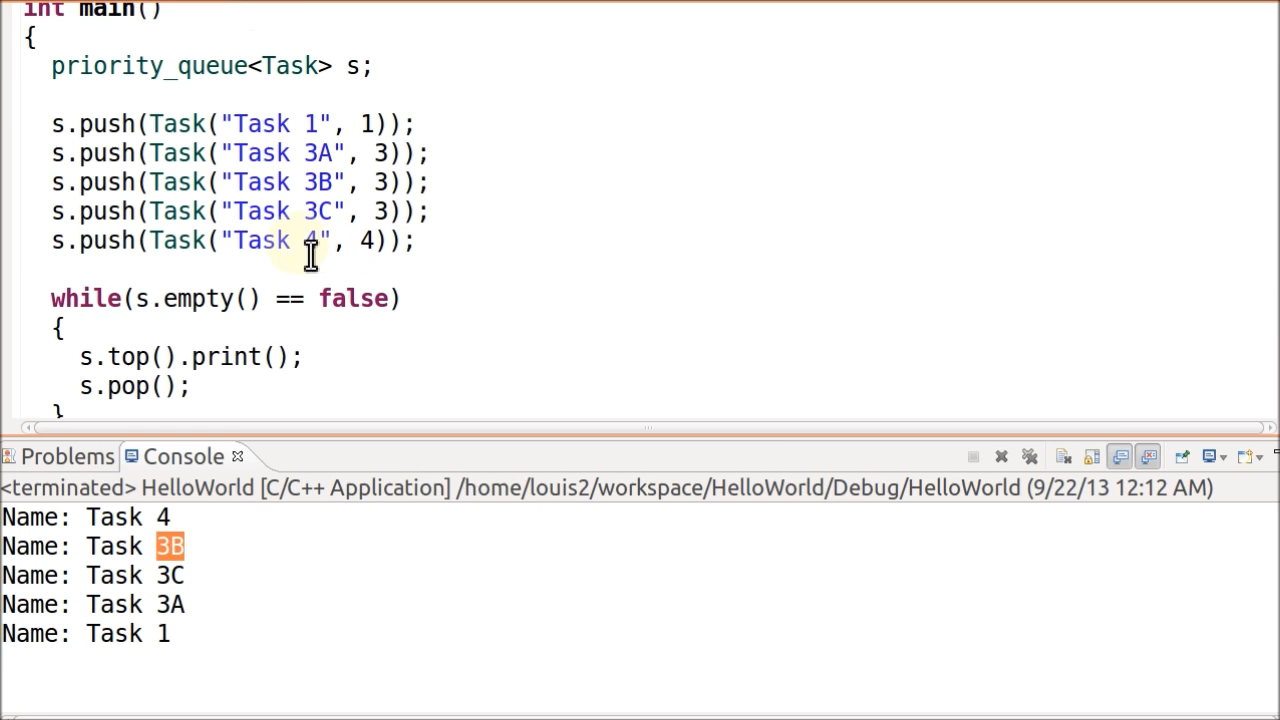 int main()
{
priority_queue<Task> s;
s.push(Task("Task 1", 1));
s.push(Task("Task 3A", 3));
s.push(Task("Task 3B", 3));
s.push(Task("Task 3C", 3));
s.push(Task("Task 4", 4));
while(s.empty() == false)
{
s.top().print();
s.pop();
}
Problems Console
<terminated> HelloWorld [C/C++ Application] /home/louis2/workspace/HelloWorld/Debug/HelloWorld (9/22/13 12:12 AM)
Name: Task 4
Name: Task 3B
Name: Task 3C
Name: Task 3A
Name: Task 1